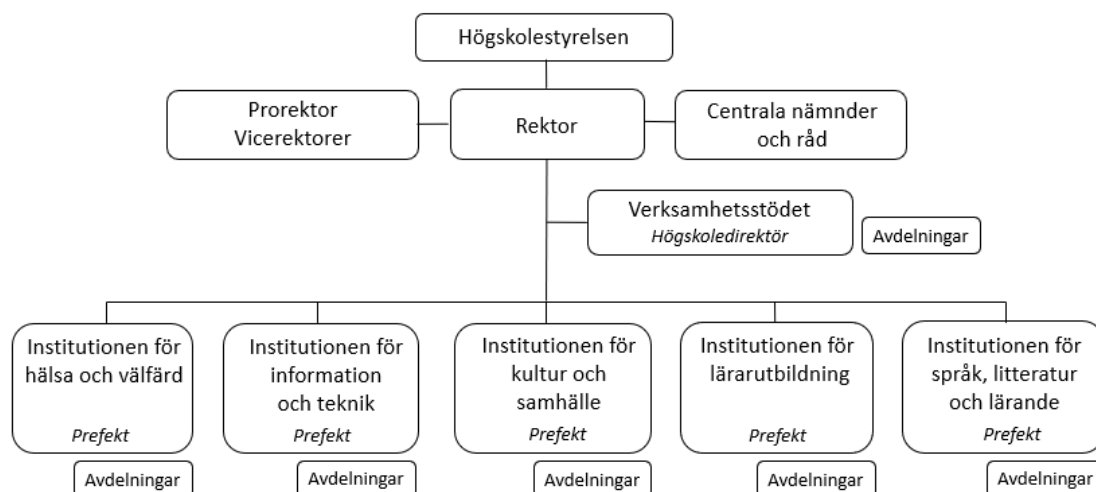 Högskolestyrelsen
Prorektor
Vicerektorer
Rektor
Centrala nämnder
och råd
Verksamhetsstödet
Högskoledirektör
Avdelningar
Institutionen för
hälsa och välfärd
Prefekt
Avdelningar
Institutionen för
information
och teknik
Prefekt
Avdelningar
Institutionen för
kultur och
samhälle
Prefekt
Avdelningar
Institutionen för
lärarutbildning
Prefekt
Avdelningar
Institutionen för
språk, litteratur
och lärande
Prefekt
Avdelningar